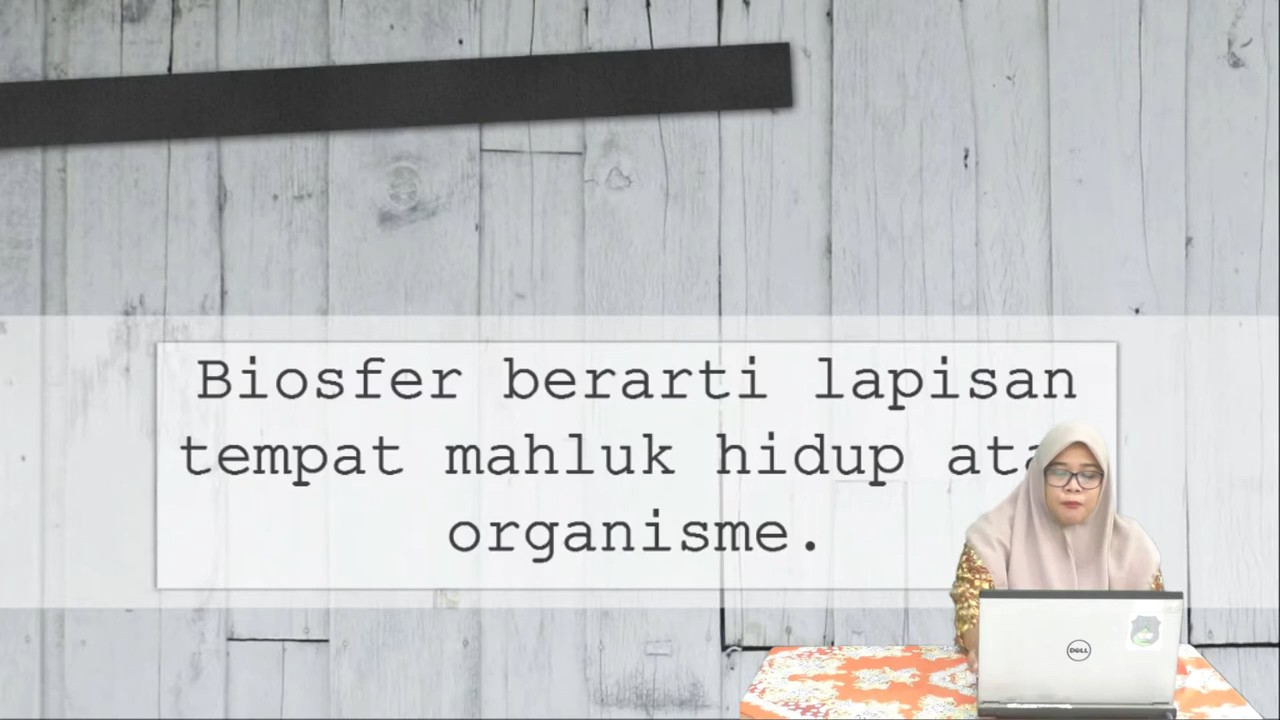 Biosfer berarti lapisan
tempat mahluk hidup
organisme.
DELL